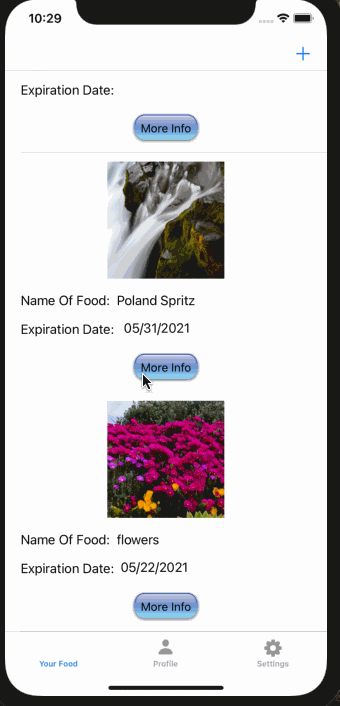 10:29
+
Expiration Date:
More Info
Name Of Food: Poland Spritz
Expiration Date: 05/31/2021
More Info
Name Of Food: flowers
Expiration Date: 05/22/2021
More Info
Your Food Profile Settings